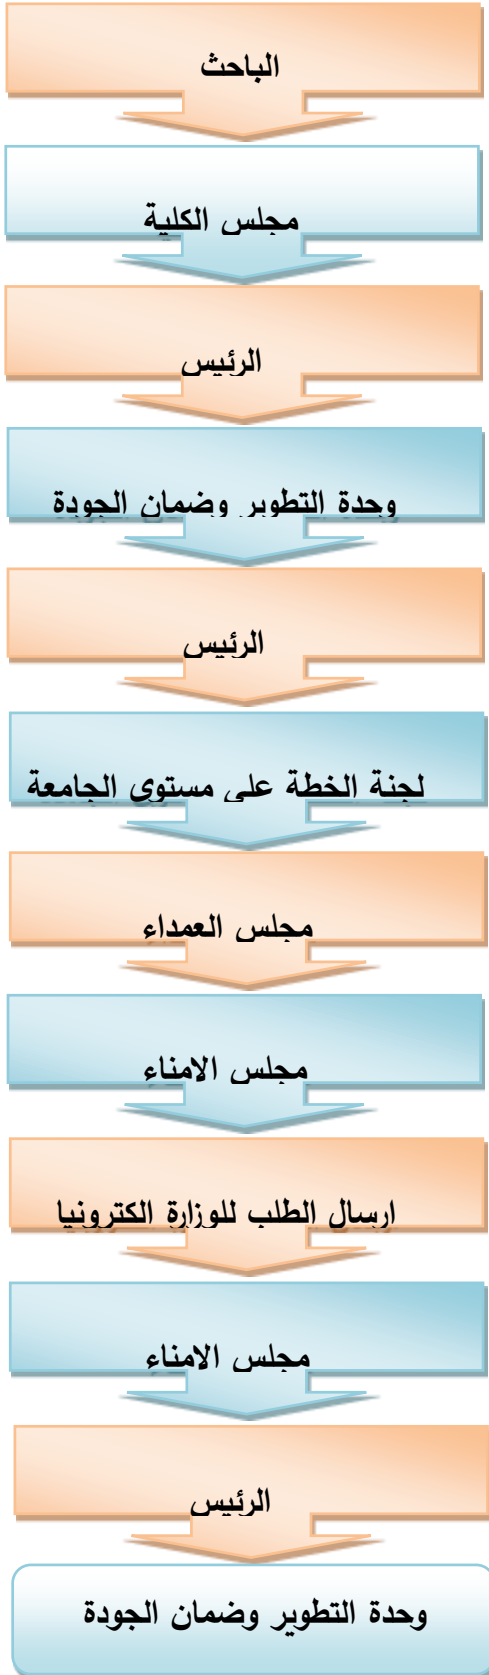 الباحث
مجلس الكلية
الرئيس
وحدة التطوير وضمان الجودة
الرئيس
لجنة الخطة على مستوى الجامعة
مجلس العمداء
مجلس الامناء
ارسال الطلب للوزارة الكترونيا
مجلس الامناء
الرئيس
وحدة التطوير وضمان الجودة